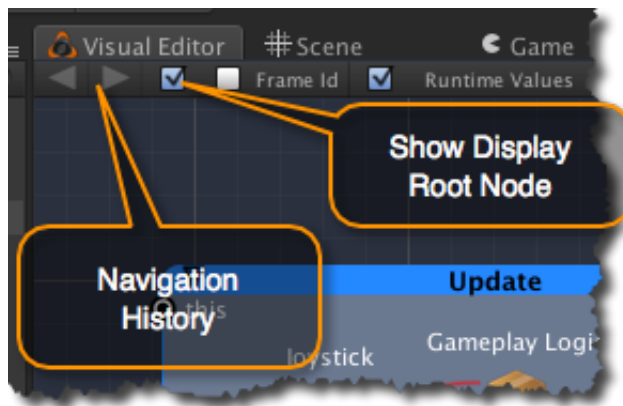 Visual Editor # Scene Game
Frame Id Runtime Values
Show Display
Root Node
Navigation
History
Update
this
Joystick
Gameplay Logi